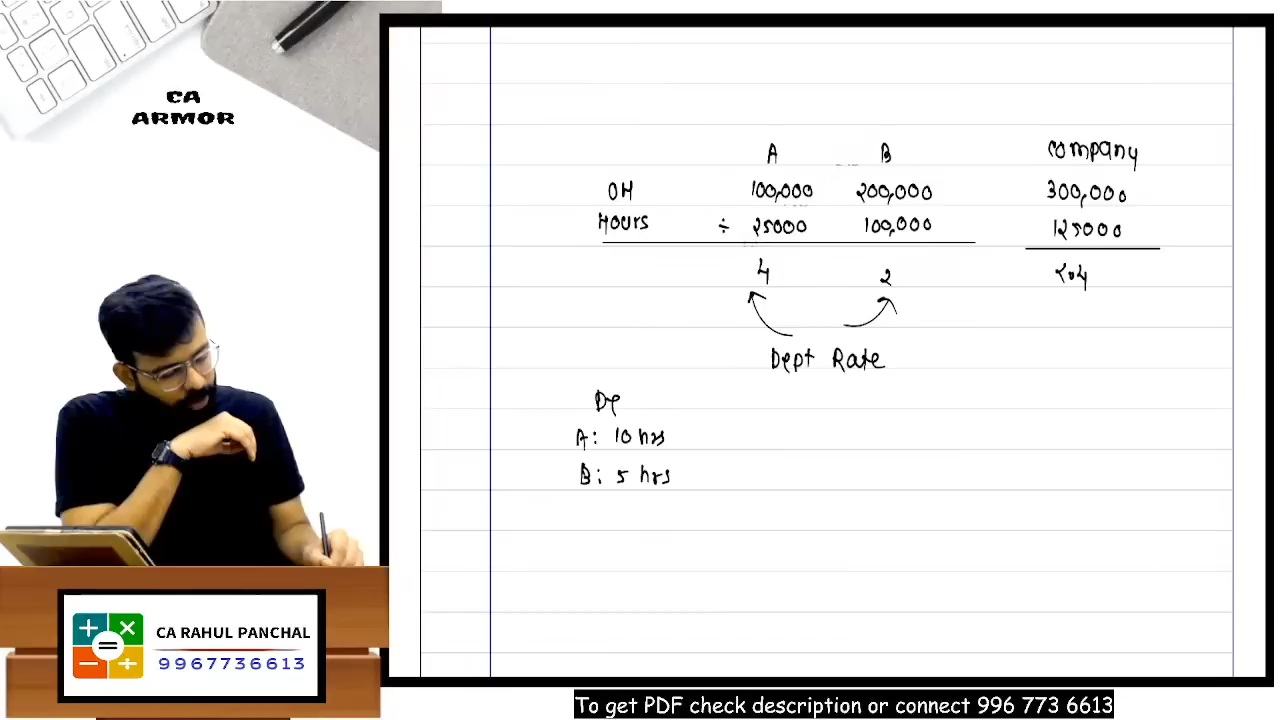 CA
ARMOR
A B Company
OH 100,000 200,000 300,000
Hours ÷ 25000 100,000 125000
4 2 2.4
Dept Rate
De
A: 10 hrs
B: 5 hrs
+ × = − ÷
CA RAHUL PANCHAL
9967736613
To get PDF check description or connect 996 773 6613